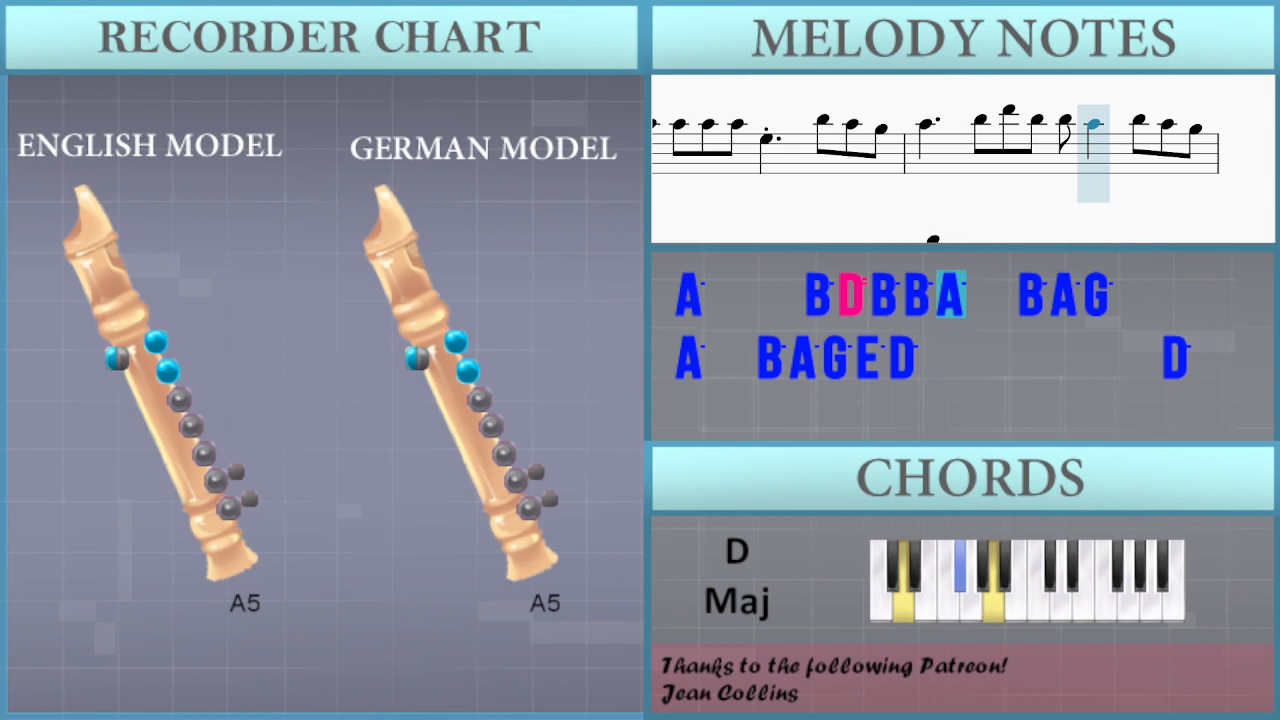 RECORDER CHART
ENGLISH MODEL
GERMAN MODEL
A5
A5
MELODY NOTES
A BDBBA BAG
A BAGED D
CHORDS
D
Maj
Thanks to the following Patreon!
Jean Collins